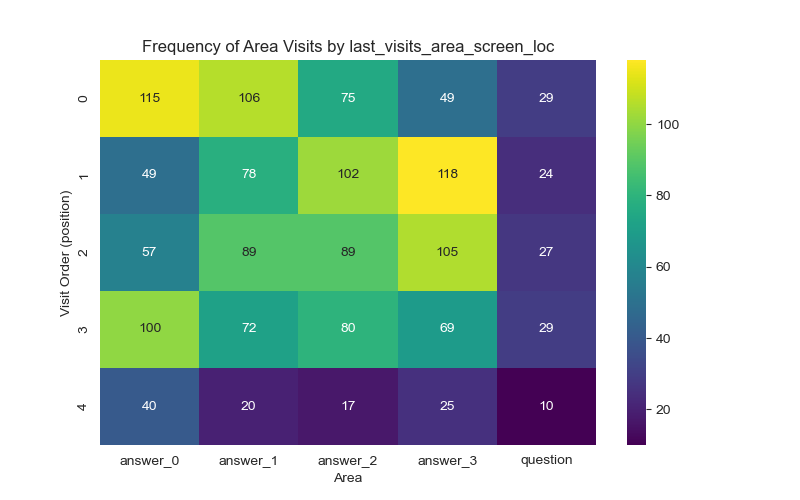 Frequency of Area Visits by last_visits_area_screen_loc
Visit Order (position)
0 115 106 75 49 29
1 49 78 102 118 24
2 57 89 89 105 27
3 100 72 80 69 29
4 40 20 17 25 10
answer_0 answer_1 answer_2 answer_3 question
Area
100
80
60
40
20